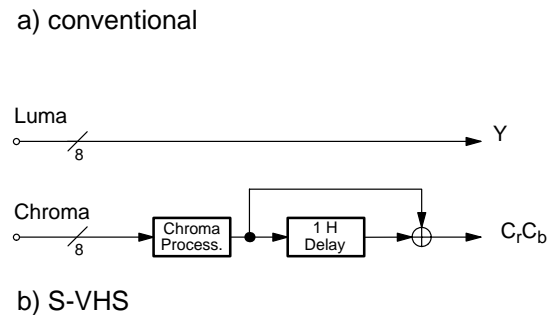 a) conventional
Luma
8
Y
Chroma
8
Chroma
Process.
1 H
Delay
CrCb
b) S-VHS